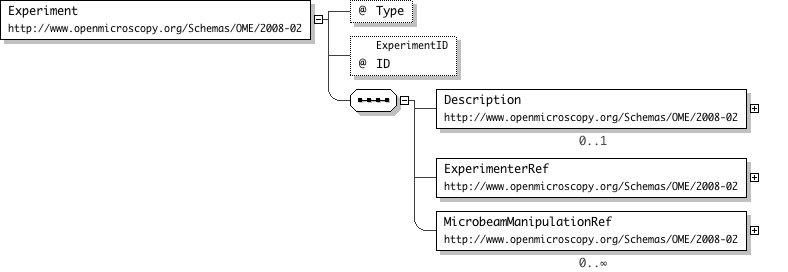 Experiment
http://www.openmicroscopy.org/Schemas/OME/2008-02
@ Type
ExperimentID
@ ID
Description
http://www.openmicroscopy.org/Schemas/OME/2008-02
0..1
ExperimenterRef
http://www.openmicroscopy.org/Schemas/OME/2008-02
MicrobeamManipulationRef
http://www.openmicroscopy.org/Schemas/OME/2008-02
0..∞